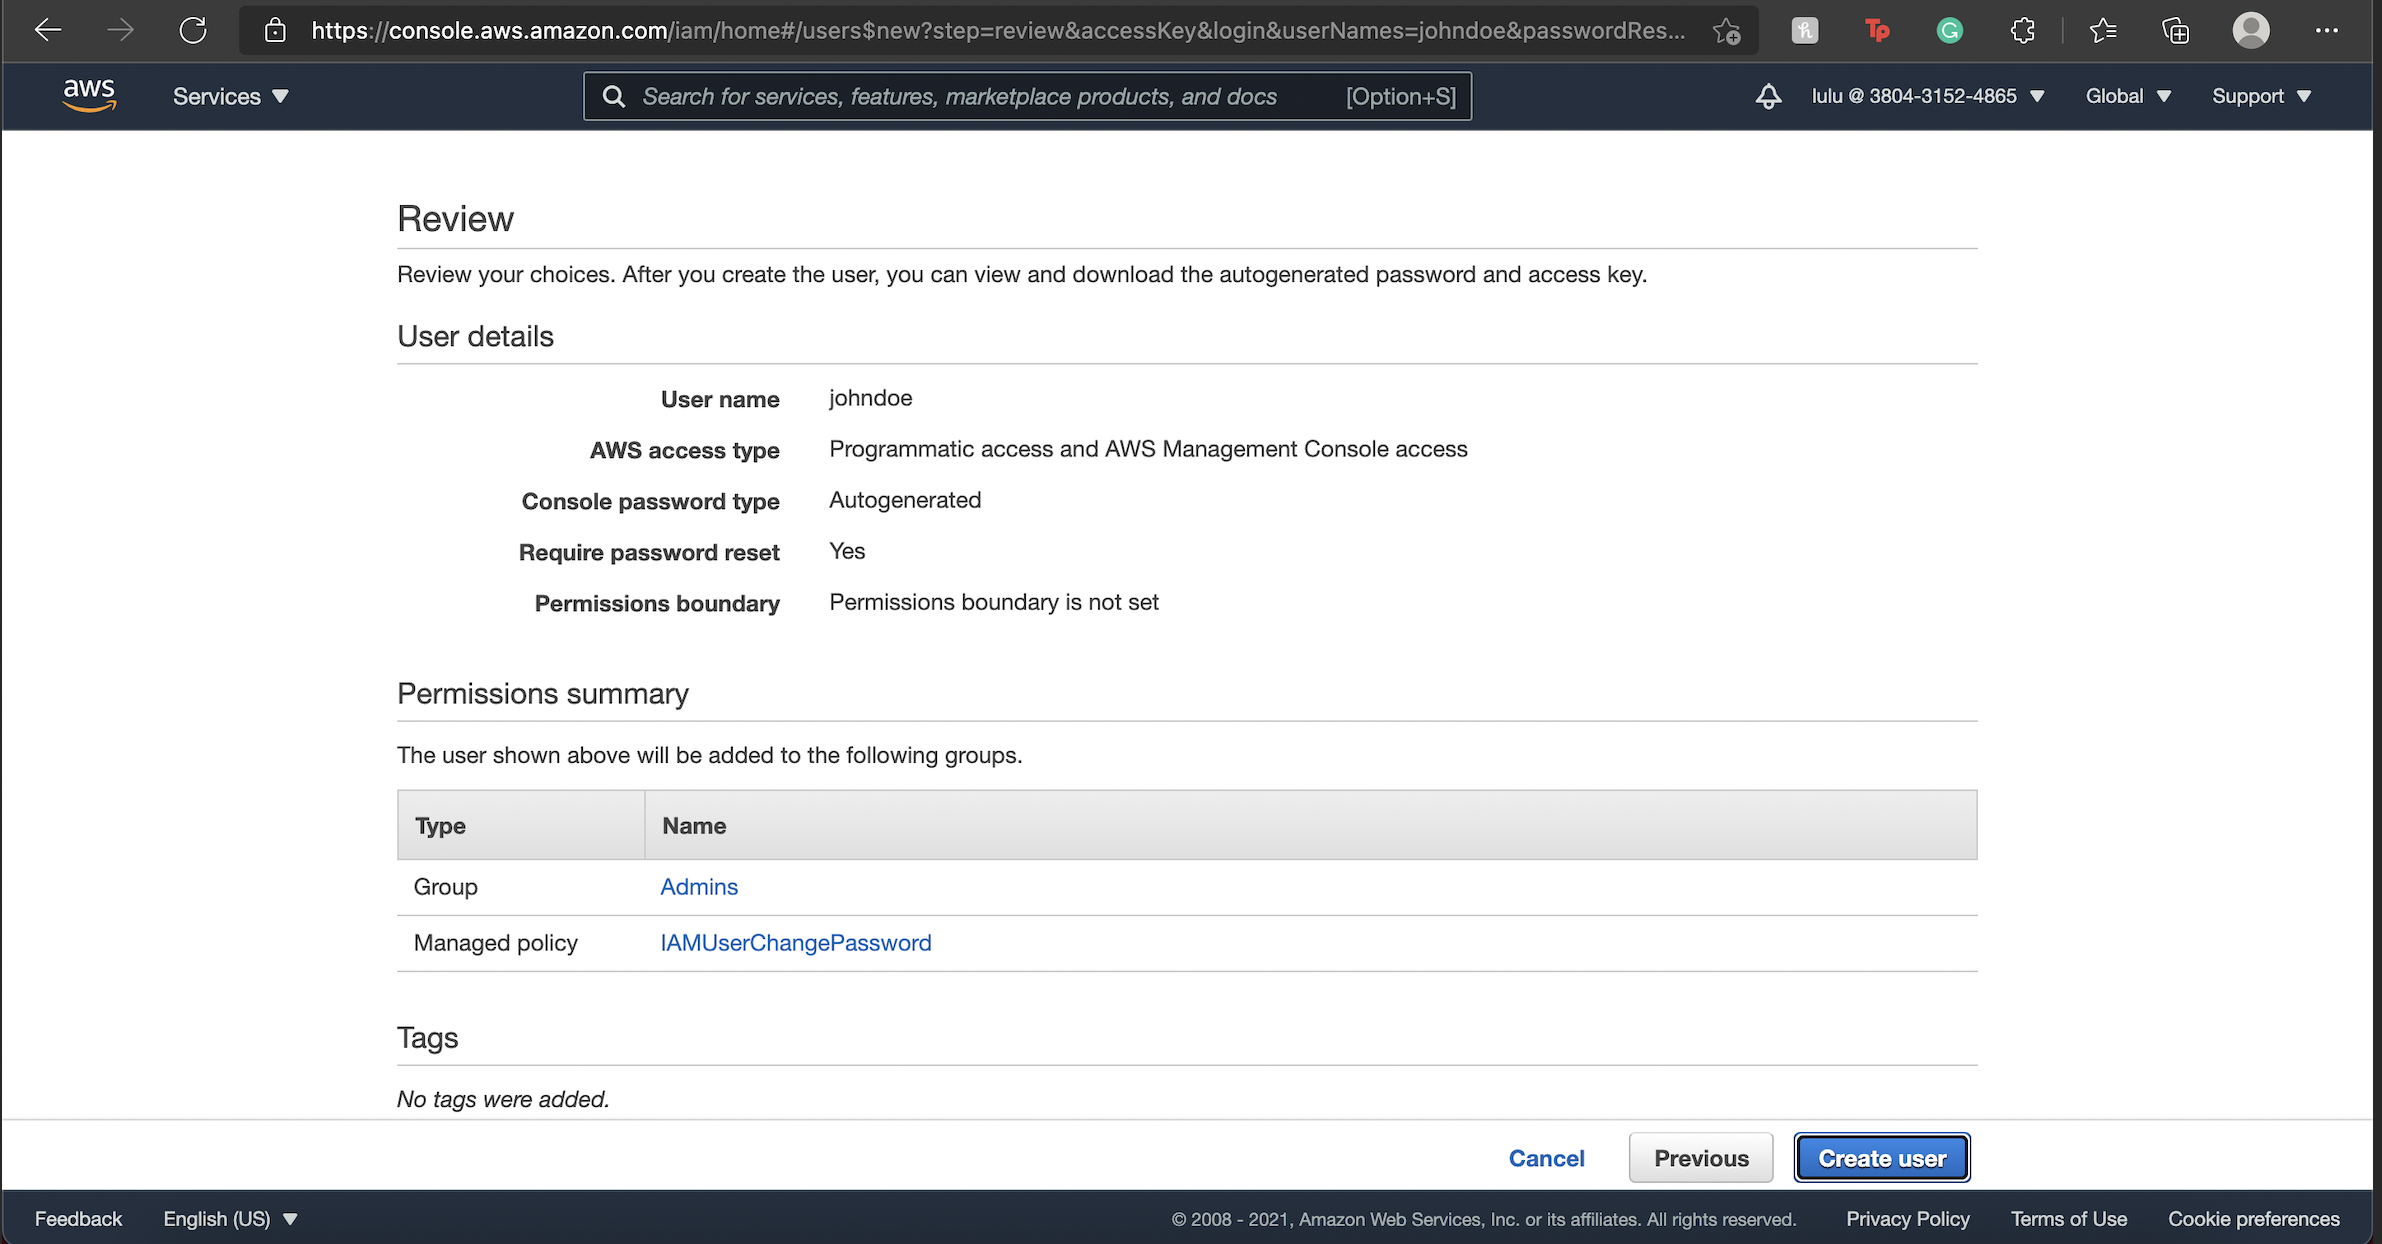 https://console.aws.amazon.com/iam/home#/users$new?step=review&accessKey&login&userNames=johndoe&passwordRes...
aws
Services
Search for services, features, marketplace products, and docs
[Option+S]
lulu @ 3804-3152-4865
Global
Support
Review
Review your choices. After you create the user, you can view and download the autogenerated password and access key.
User details
User name johndoe
AWS access type Programmatic access and AWS Management Console access
Console password type Autogenerated
Require password reset Yes
Permissions boundary Permissions boundary is not set
Permissions summary
The user shown above will be added to the following groups.
Type Name
Group Admins
Managed policy IAMUserChangePassword
Tags
No tags were added.
Cancel Previous Create user
Feedback English (US) © 2008 - 2021, Amazon Web Services, Inc. or its affiliates. All rights reserved. Privacy Policy Terms of Use Cookie preferences